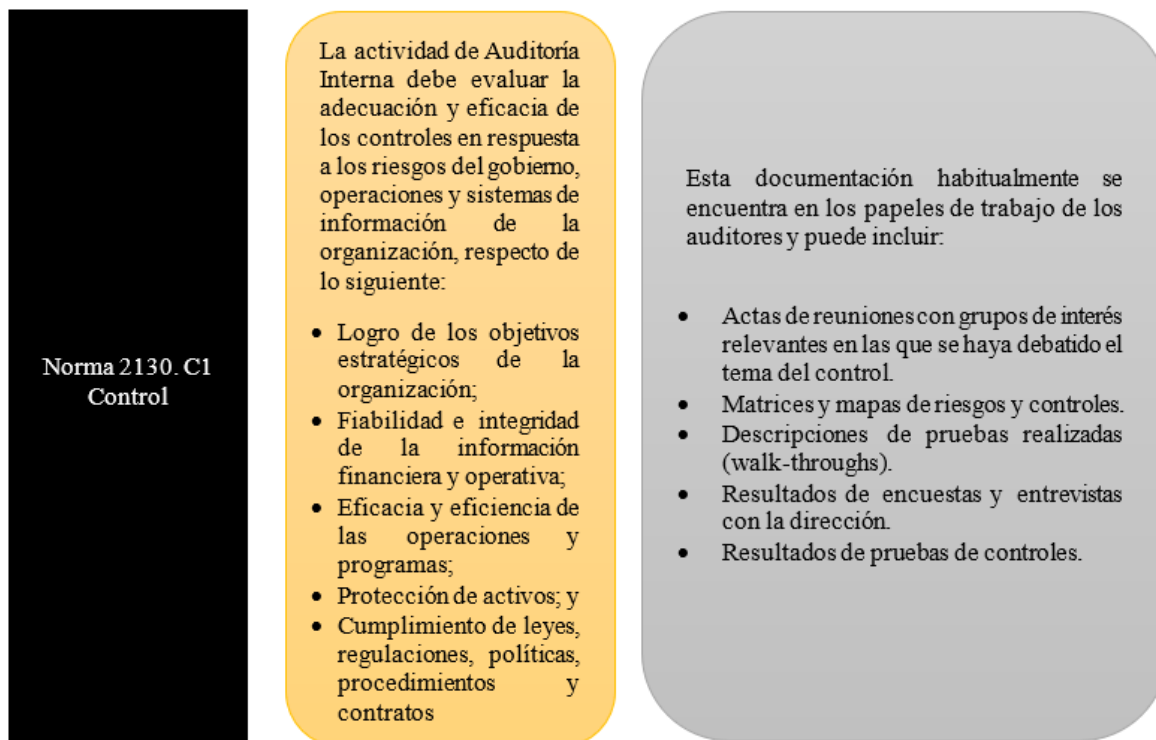 Norma 2130. C1
Control
La actividad de Auditoría
Interna debe evaluar la
adecuación y eficacia de
los controles en respuesta
a los riesgos del gobierno,
operaciones y sistemas de
información de la
organización, respecto de
lo siguiente:
• Logro de los objetivos
estratégicos de la
organización;
• Fiabilidad e integridad
de la información
financiera y operativa;
• Eficacia y eficiencia de
las operaciones y
programas;
• Protección de activos; y
• Cumplimiento de leyes,
regulaciones, políticas,
procedimientos y
contratos
Esta documentación habitualmente se
encuentra en los papeles de trabajo de los
auditores y puede incluir:
• Actas de reuniones con grupos de interés
relevantes en las que se haya debatido el
tema del control.
• Matrices y mapas de riesgos y controles.
• Descripciones de pruebas realizadas
(walk-throughs).
• Resultados de encuestas y entrevistas
con la dirección.
• Resultados de pruebas de controles.